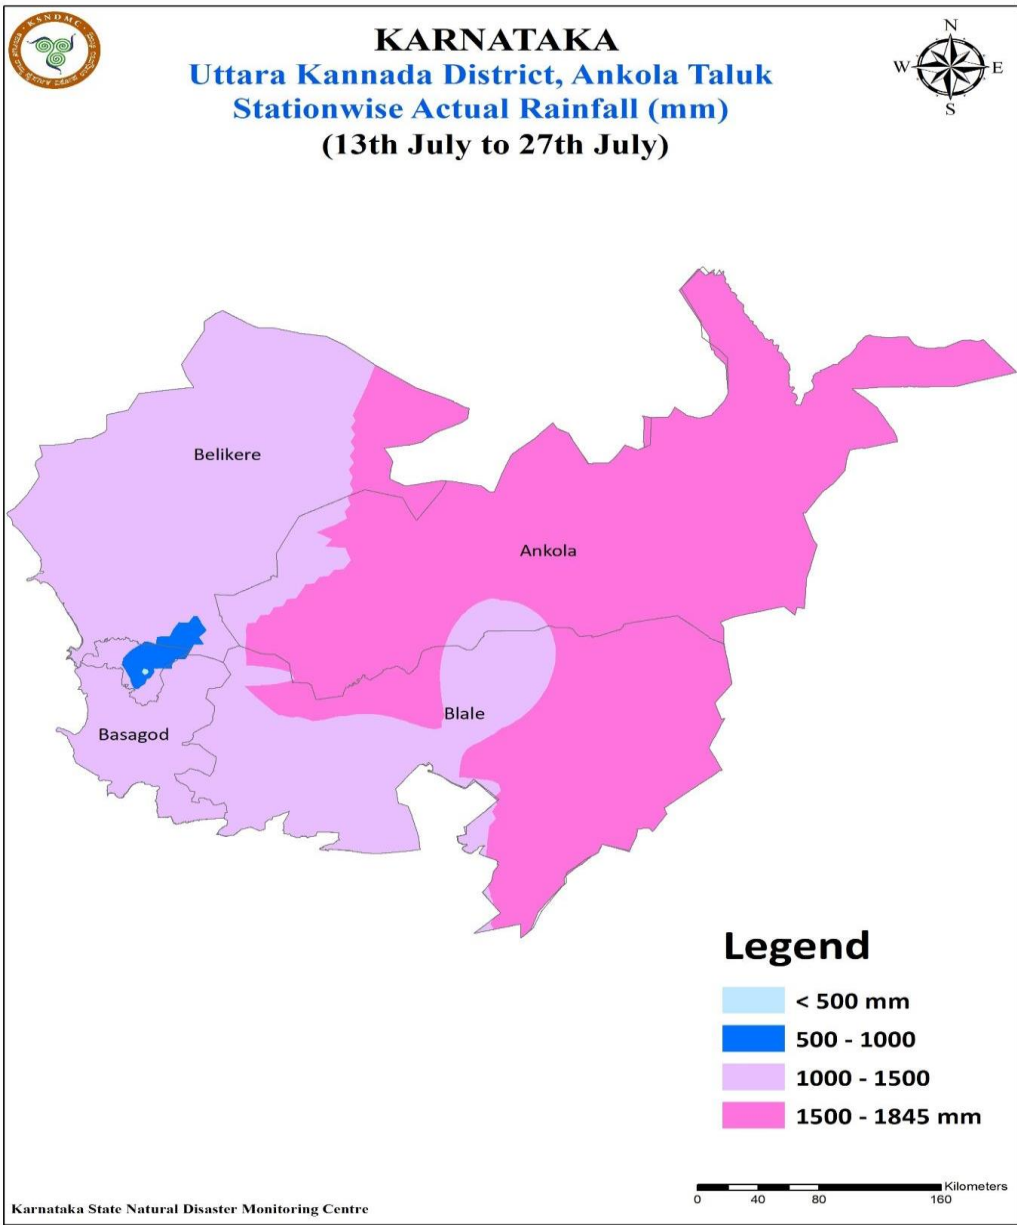 KSNDMC
KARNATAKA
Uttara Kannada District, Ankola Taluk
Stationwise Actual Rainfall (mm)
(13th July to 27th July)
N
W
E
S
Belikere
Ankola
Blale
Basagod
Legend
< 500 mm
500 - 1000
1000 - 1500
1500 - 1845 mm
Kilometers
0 40 80 160
Karnataka State Natural Disaster Monitoring Centre